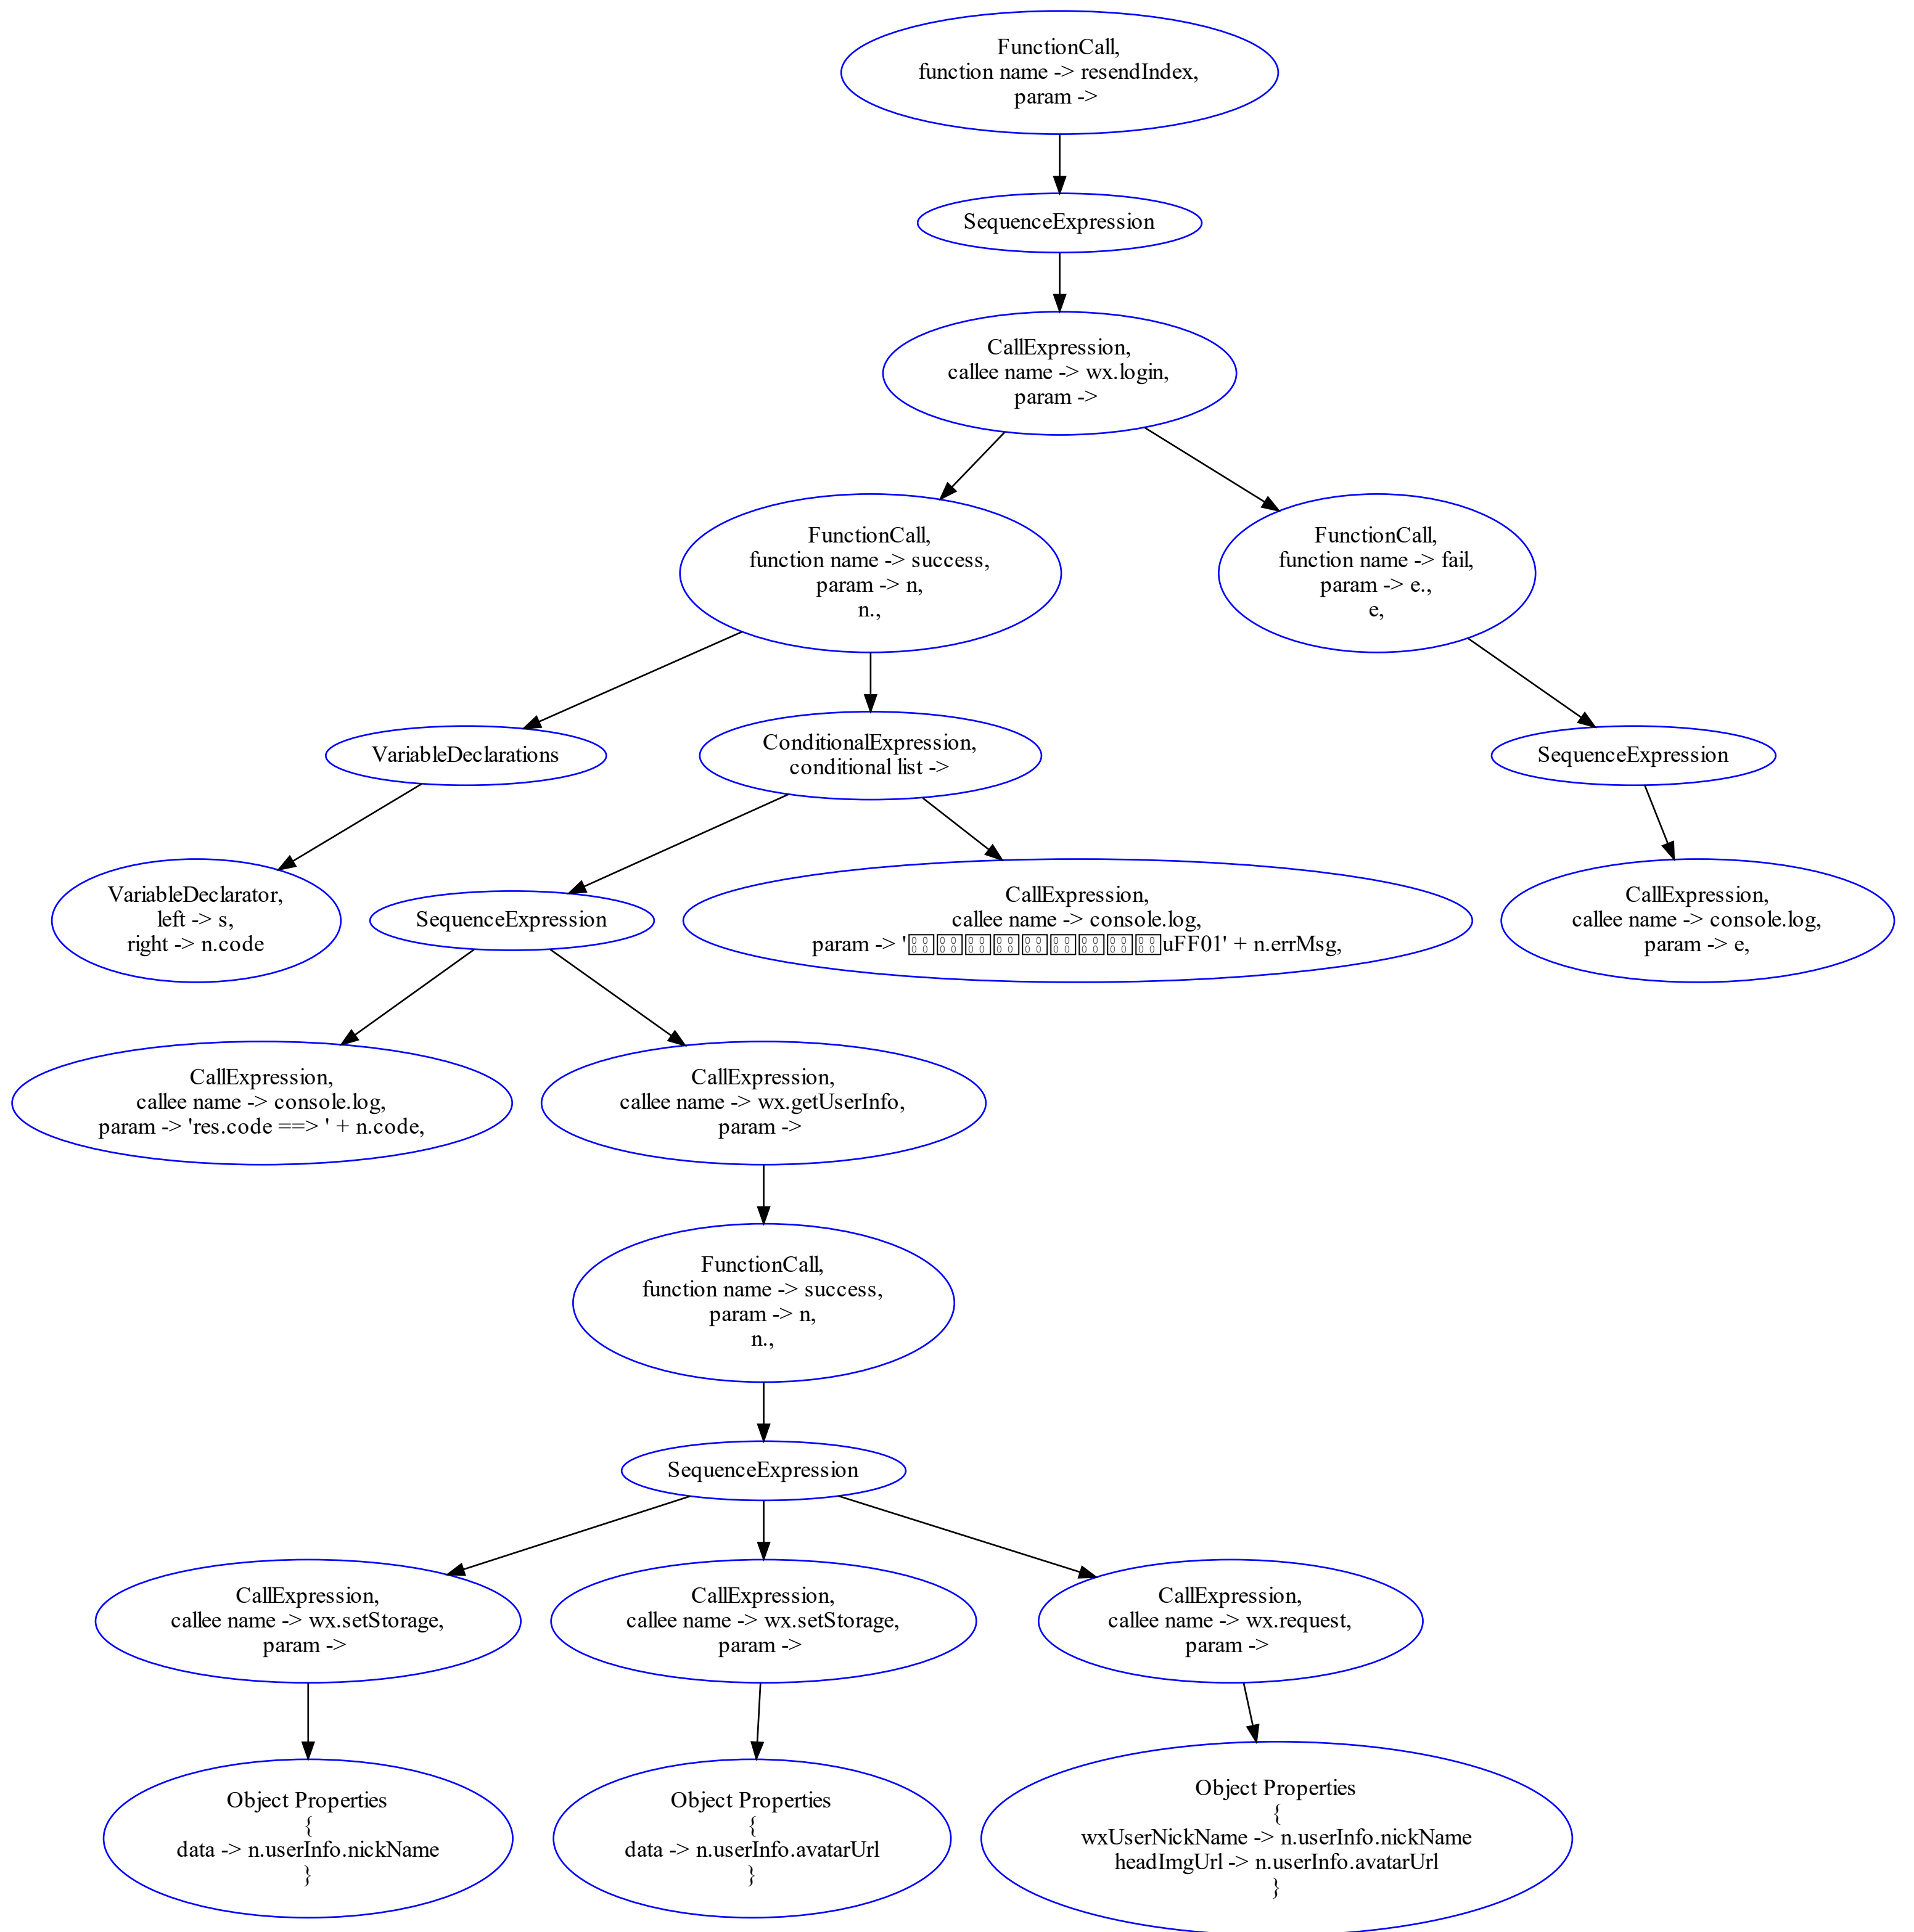 FunctionCall,
function name -> resendIndex,
param ->
SequenceExpression
CallExpression,
callee name -> wx.login,
param ->
FunctionCall,
function name -> success,
param -> n,
n.,
FunctionCall,
function name -> fail,
param -> e.,
e,
VariableDeclarations
ConditionalExpression,
conditional list ->
SequenceExpression
VariableDeclarator,
left -> s,
right -> n.code
SequenceExpression
CallExpression,
callee name -> console.log,
param -> 'uFF01' + n.errMsg,
CallExpression,
callee name -> console.log,
param -> e,
CallExpression,
callee name -> console.log,
param -> 'res.code ==> ' + n.code,
CallExpression,
callee name -> wx.getUserInfo,
param ->
FunctionCall,
function name -> success,
param -> n,
n.,
SequenceExpression
CallExpression,
callee name -> wx.setStorage,
param ->
CallExpression,
callee name -> wx.setStorage,
param ->
CallExpression,
callee name -> wx.request,
param ->
Object Properties
{
data -> n.userInfo.nickName
}
Object Properties
{
data -> n.userInfo.avatarUrl
}
Object Properties
{
wxUserNickName -> n.userInfo.nickName
headImgUrl -> n.userInfo.avatarUrl
}